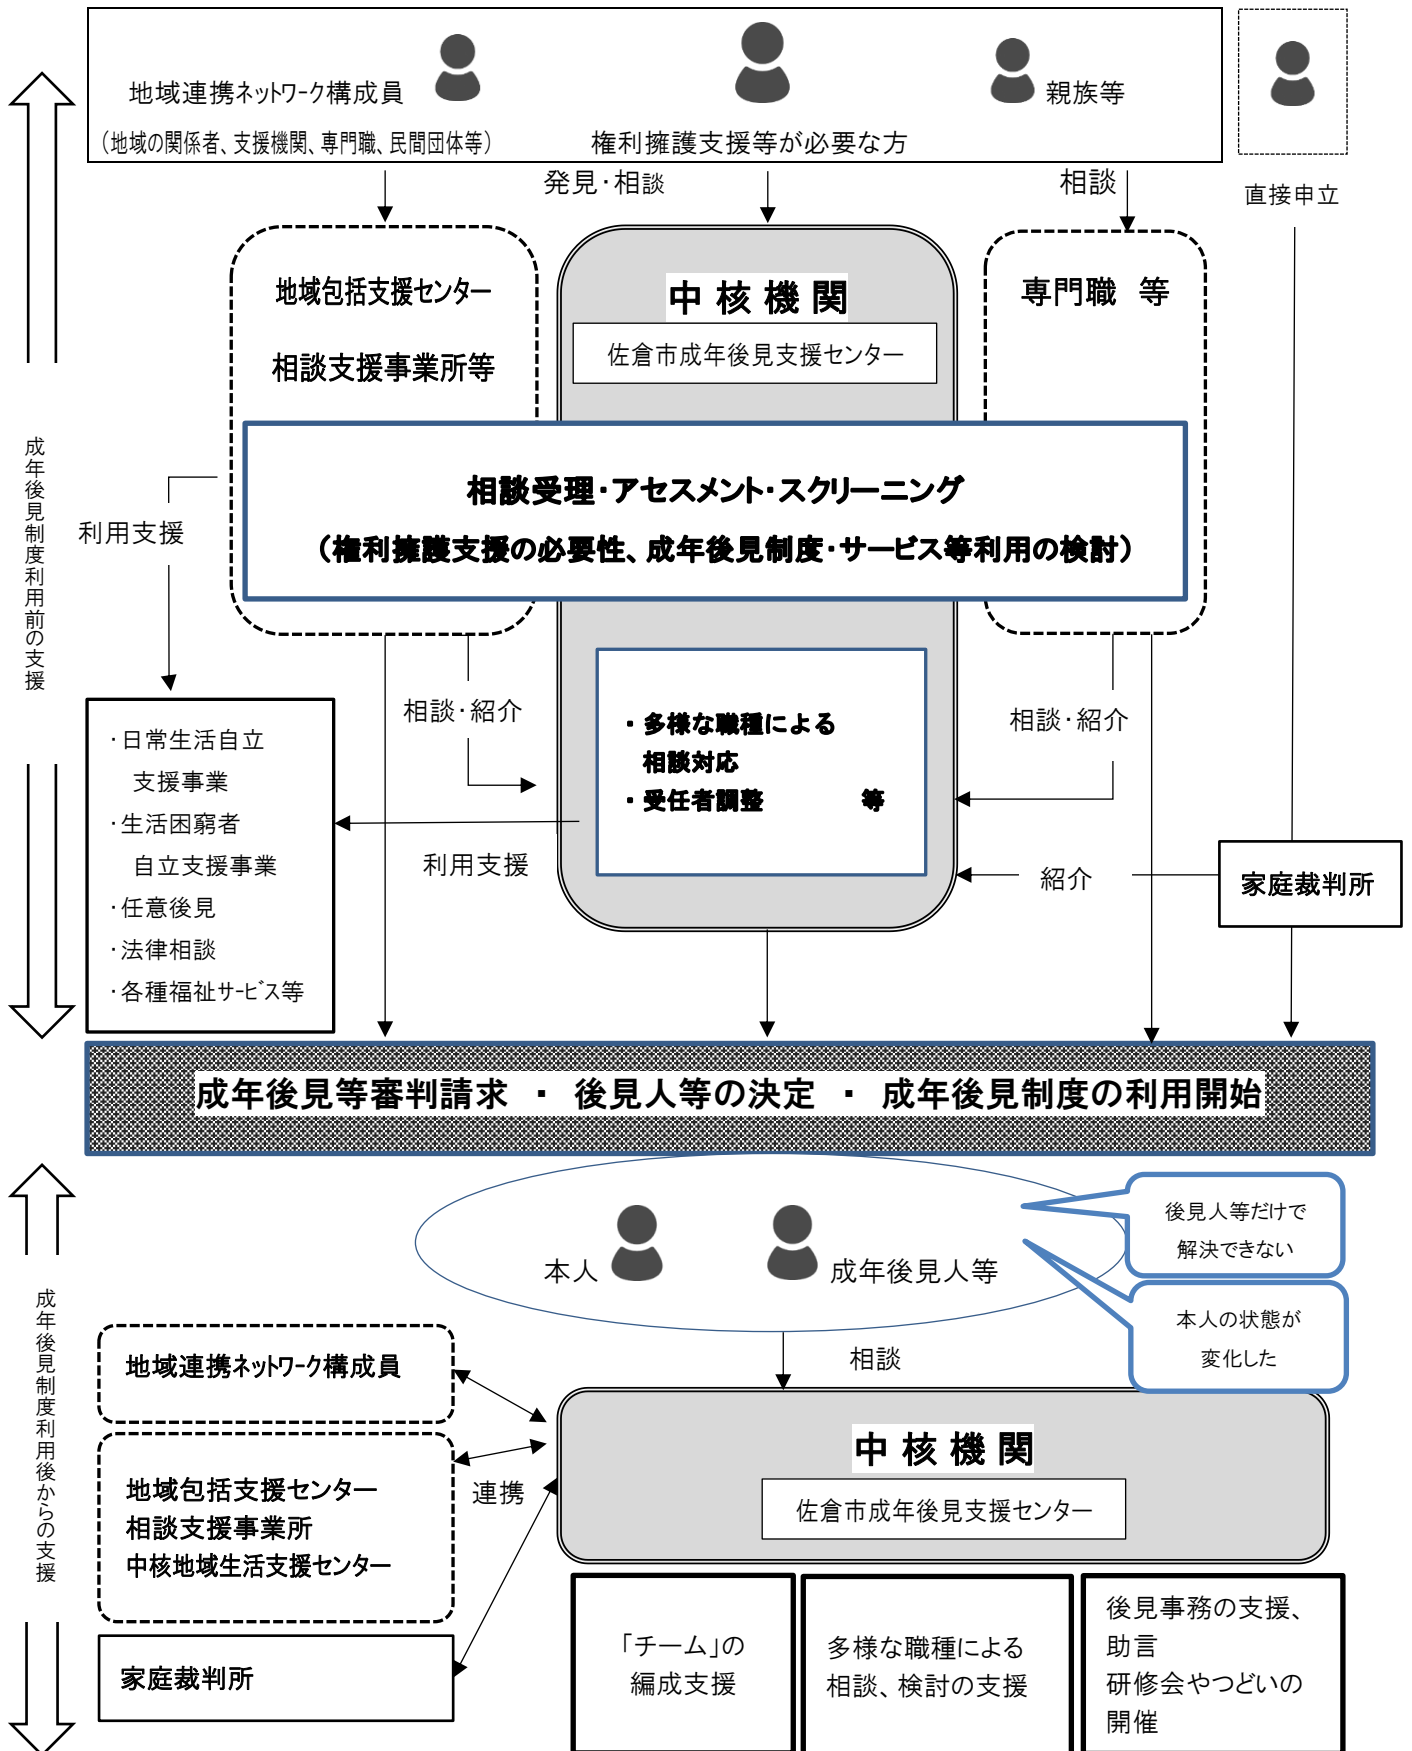 地域連携ネットワーク構成員
（地域の関係者、支援機関、専門職、民間団体等）
権利擁護支援等が必要な方
親族等
発見・相談
相談
直接申立
成年後見制度利用前の支援
地域包括支援センター
相談支援事業所等
中核機関
佐倉市成年後見支援センター
専門職　等
相談受理・アセスメント・スクリーニング
（権利擁護支援の必要性、成年後見制度・サービス等利用の検討）
利用支援
相談・紹介
・多様な職種による
相談対応
・受任者調整　　　等
相談・紹介
・日常生活自立
支援事業
・生活困窮者
自立支援事業
・任意後見
・法律相談
・各種福祉サービス等
利用支援
紹介
家庭裁判所
成年後見等審判請求　・　後見人等の決定　・　成年後見制度の利用開始
本人
成年後見人等
後見人等だけで
解決できない
本人の状態が
変化した
成年後見制度利用後からの支援
相談
地域連携ネットワーク構成員
地域包括支援センター
相談支援事業所
中核地域生活支援センター
家庭裁判所
連携
中核機関
佐倉市成年後見支援センター
「チーム」の
編成支援
多様な職種による
相談、検討の支援
後見事務の支援、
助言
研修会やつどいの
開催